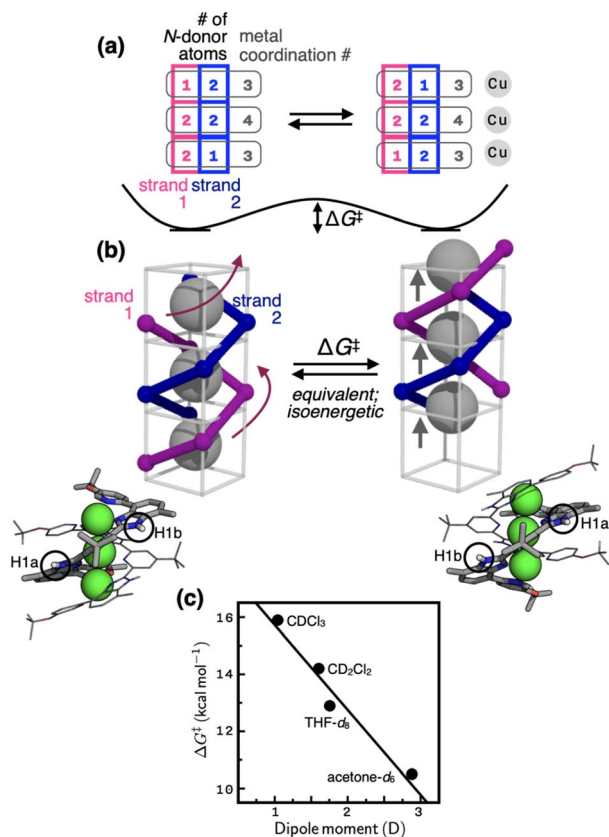 (a)
# of
N-donor
atoms
metal
coordination #
1 2 3
2 2 4
2 1 3
2 1 3 Cu
2 2 4 Cu
1 2 3 Cu
strand strand
1 2
ΔG‡
(b)
strand
1
strand
2
ΔG‡
equivalent;
isoenergetic
H1b
H1a
H1a
H1b
(c)
ΔG‡ (kcal mol−1)
16
14
12
10
CDCl3
CD2Cl2
THF-d8
acetone-d6
1 2 3
Dipole moment (D)